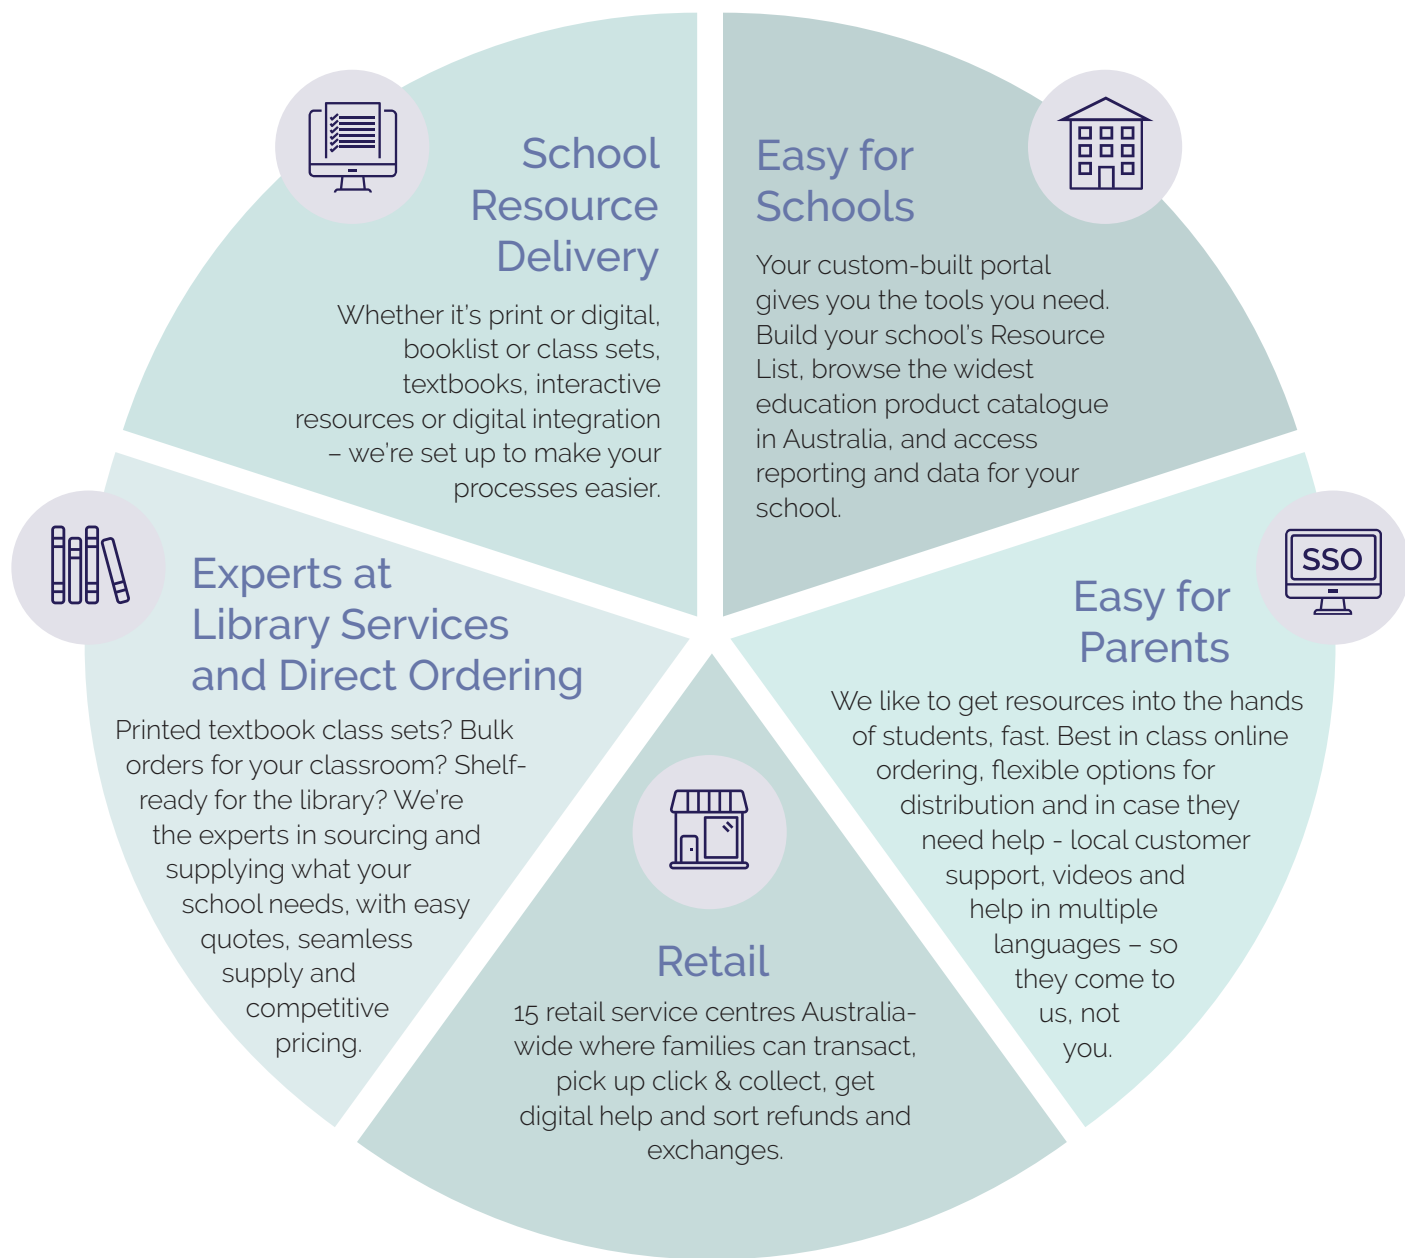 School
Resource
Delivery
Whether it's print or digital,
booklist or class sets,
textbooks, interactive
resources or digital integration
– we're set up to make your
processes easier.
Easy for
Schools
Your custom-built portal
gives you the tools you need.
Build your school's Resource
List, browse the widest
education product catalogue
in Australia, and access
reporting and data for your
school.
SSO
Easy for
Parents
We like to get resources into the hands
of students, fast. Best in class online
ordering, flexible options for
distribution and in case they
need help - local customer
support, videos and
help in multiple
languages – so
they come to
us, not
you.
Retail
15 retail service centres Australia-
wide where families can transact,
pick up click & collect, get
digital help and sort refunds and
exchanges.
Experts at
Library Services
and Direct Ordering
Printed textbook class sets? Bulk
orders for your classroom? Shelf-
ready for the library? We're
the experts in sourcing and
supplying what your
school needs, with easy
quotes, seamless
supply and
competitive
pricing.